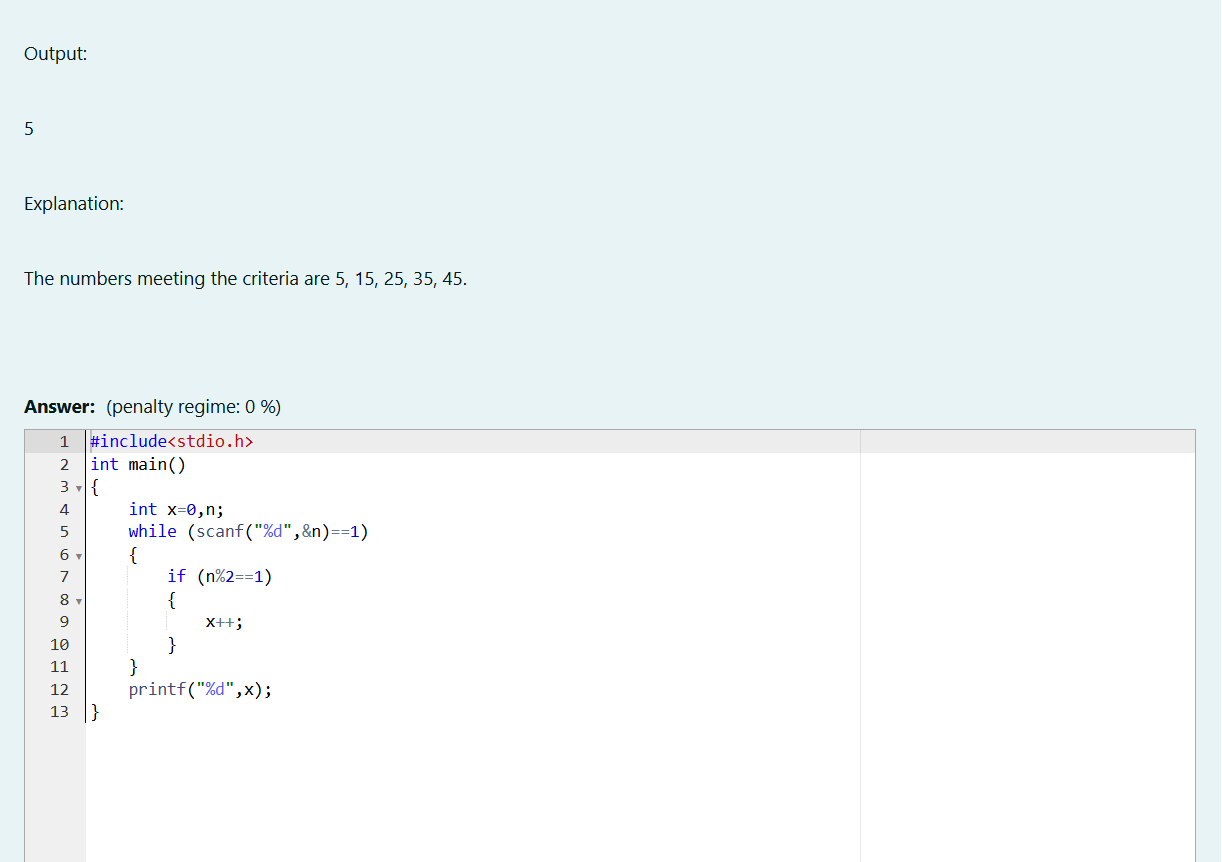 Output:
5
Explanation:
The numbers meeting the criteria are 5, 15, 25, 35, 45.
Answer: (penalty regime: 0 %)
1 #include<stdio.h>
2 int main()
3 {
4     int x=0,n;
5     while (scanf("%d",&n)==1)
6     {
7         if (n%2==1)
8         {
9             x++;
10         }
11     }
12     printf("%d",x);
13 }